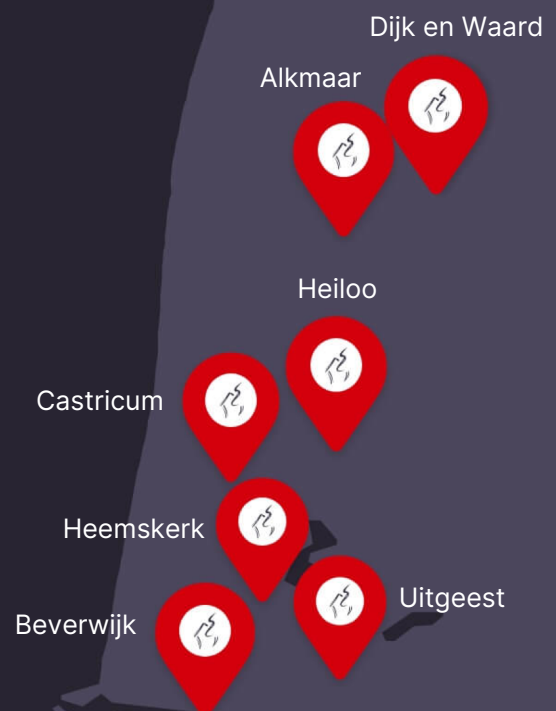 Dijk en Waard
Alkmaar
Heiloo
Castricum
Heemskerk
Uitgeest
Beverwijk